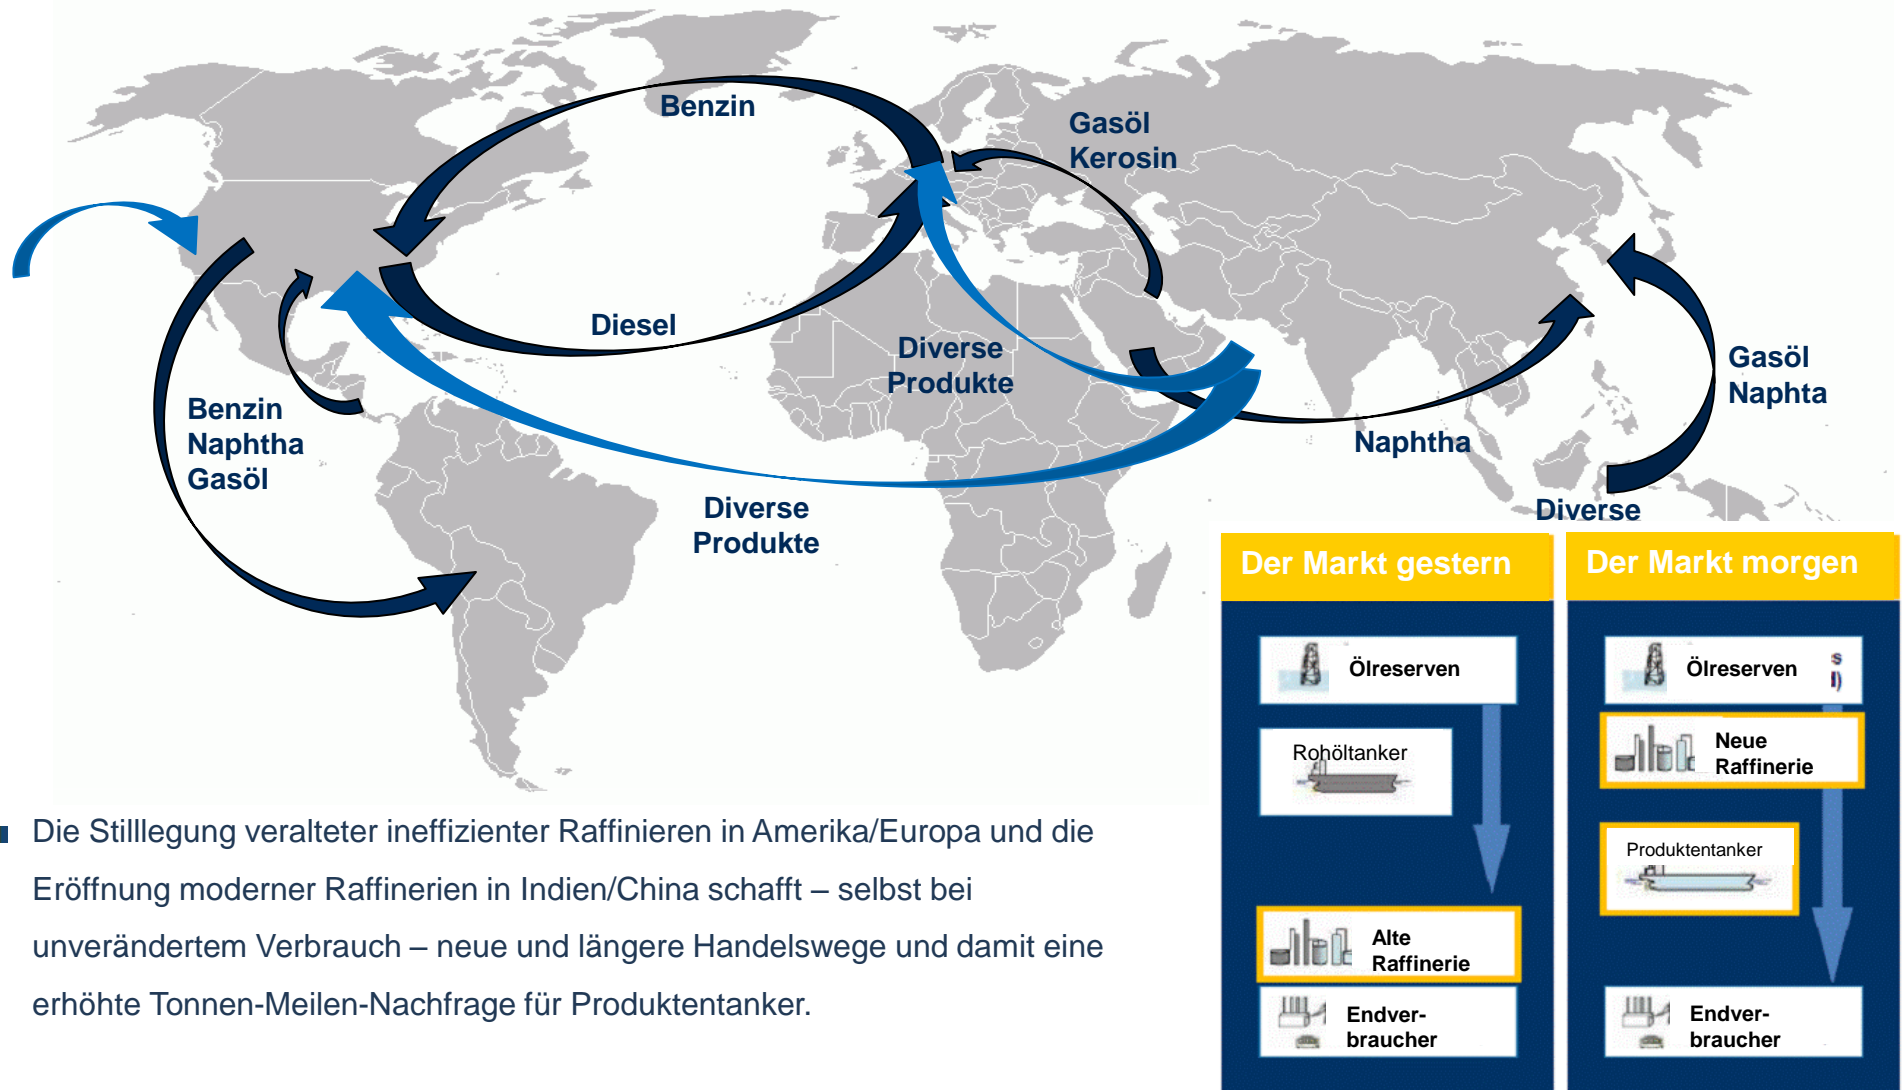 Benzin
Gasöl
Kerosin
Diesel
Diverse
Produkte
Gasöl
Naphta
Benzin
Naphtha
Gasöl
Naphtha
Diverse
Produkte
Diverse
Der Markt gestern
Ölreserven
Rohöltanker
Alte
Raffinerie
Endver-
braucher
Der Markt morgen
Ölreserven
s
l)
Neue
Raffinerie
Produktentanker
Endver-
braucher
Die Stilllegung veralteter ineffizienter Raffinieren in Amerika/Europa und die
Eröffnung moderner Raffinerien in Indien/China schafft – selbst bei
unverändertem Verbrauch – neue und längere Handelswege und damit eine
erhöhte Tonnen-Meilen-Nachfrage für Produktentanker.